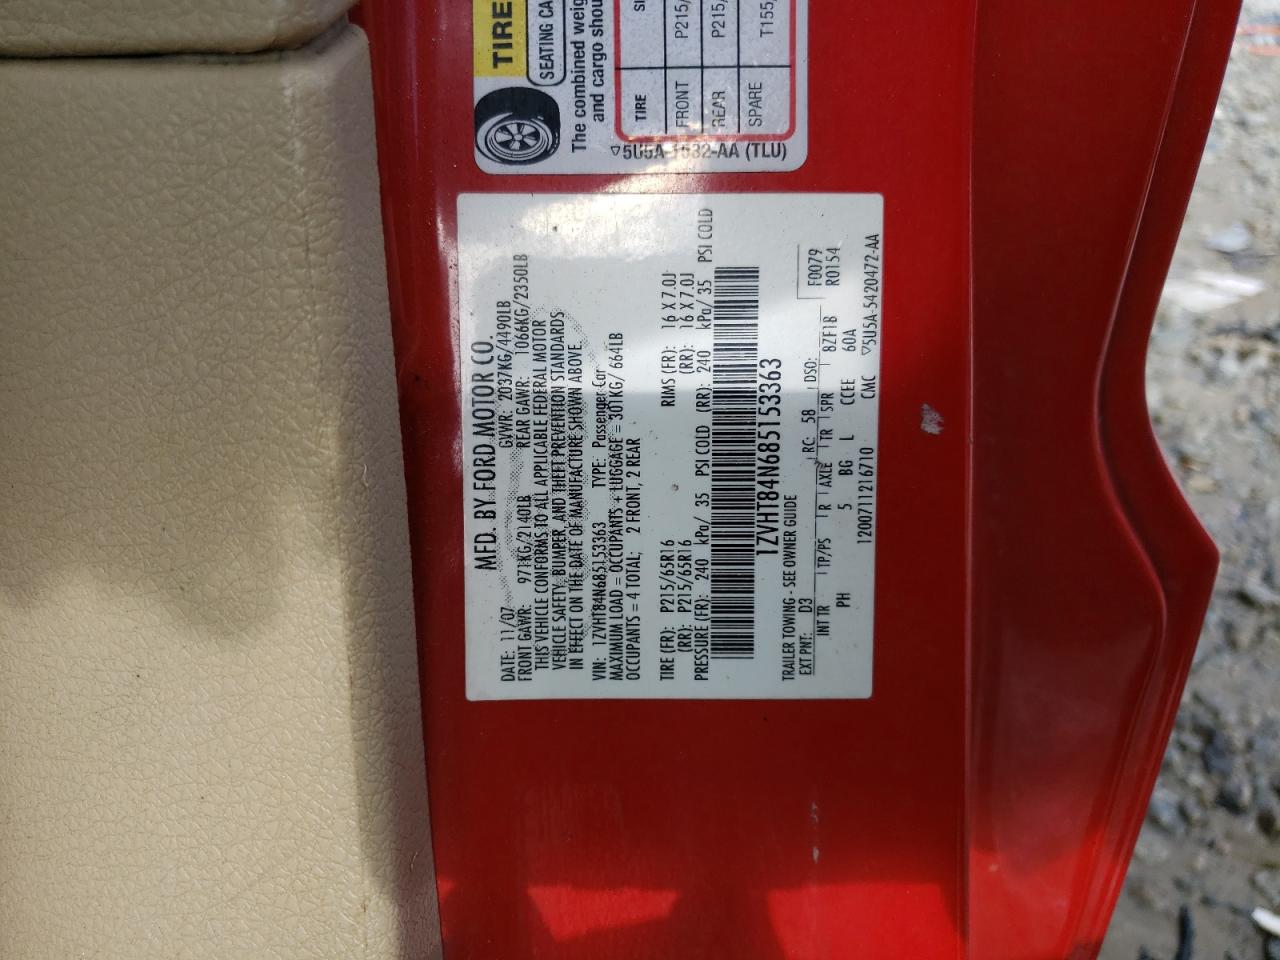 TIRE
SEATING CA
The combined weig
and cargo shou
TIRE SI
FRONT P215/
REAR P215/
SPARE T155
5U5A-1532-AA (TLU)
MFD. BY FORD MOTOR CO.
DATE: 11/07 GVWR: 2037KG/4490LB
FRONT GAWR: 971KG/2140LB REAR GAWR: 1066KG/2350LB
THIS VEHICLE CONFORMS TO ALL APPLICABLE FEDERAL MOTOR
VEHICLE SAFETY, BUMPER, AND THEFT PREVENTION STANDARDS
IN EFFECT ON THE DATE OF MANUFACTURE SHOWN ABOVE.
VIN: 1ZVHT84N685153363 TYPE: Passenger Car
MAXIMUM LOAD = OCCUPANTS + LUGGAGE = 301KG/ 664LB
OCCUPANTS = 4 TOTAL; 2 FRONT, 2 REAR
TIRE (FR): P215/65R16 RIMS (FR): 16 X 7.0J
(RR): P215/65R16 (RR): 16 X 7.0J
PRESSURE (FR): 240 kPa/ 35 PSI COLD (RR): 240 kPa/ 35 PSI COLD
1ZVHT84N685153363
TRAILER TOWING - SEE OWNER GUIDE
EXT PNT: D3 RC: 58 DSO: F0079
R0154
INT TR TP/PS R AXLE TR SPR 8ZF1B
PH 5 BG L CCEE 60A
1200711216710 CMC 5U5A-5420472-AA